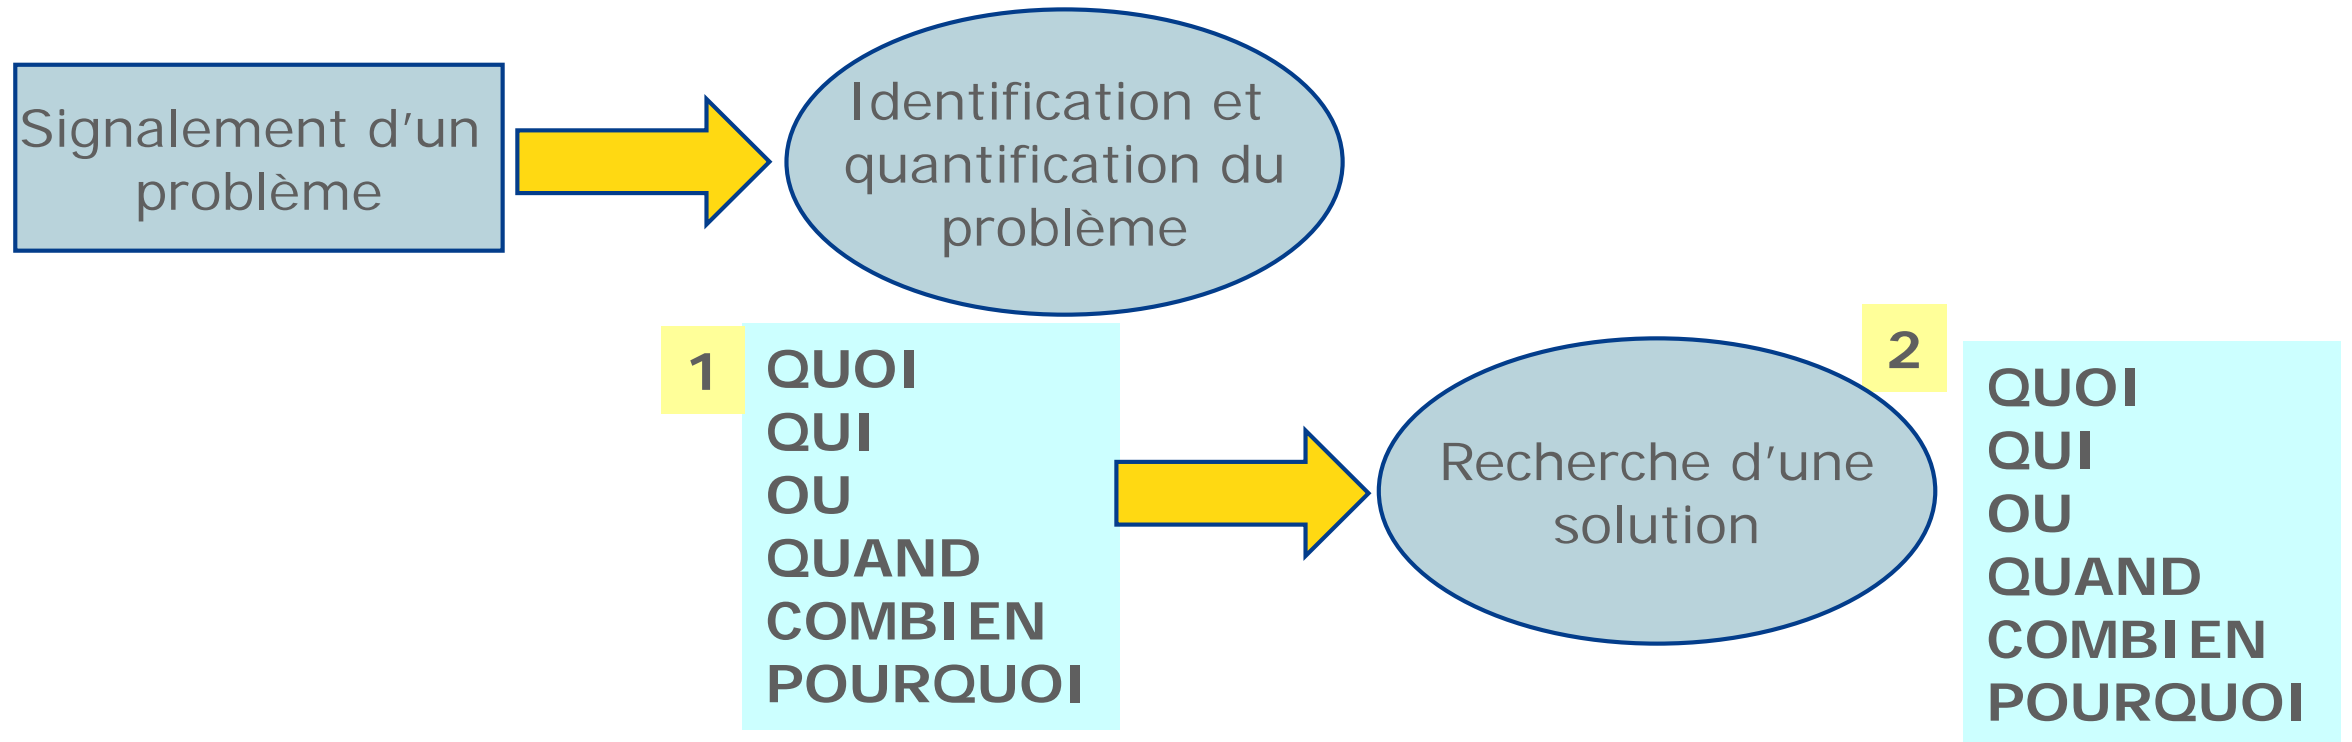 Signalement d'un
problème
Identification et
quantification du
problème
1
QUOI
QUI
OU
QUAND
COMBIEN
POURQUOI
Recherche d'une
solution
2
QUOI
QUI
OU
QUAND
COMBIEN
POURQUOI